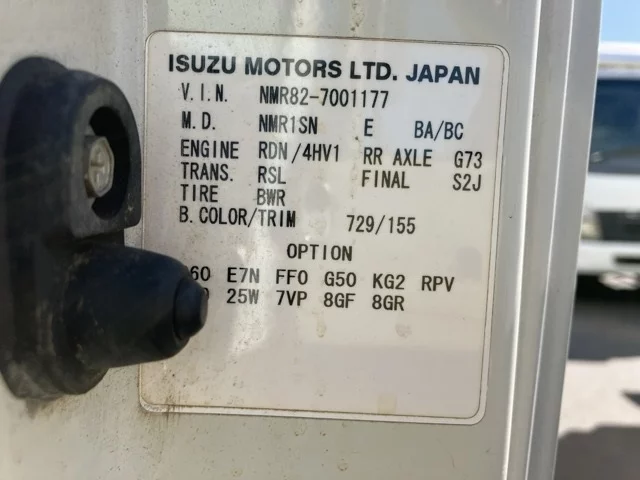 ISUZU MOTORS LTD. JAPAN
V.I.N. NMR82-7001177
M.D. NMR1SN E BA/BC
ENGINE RDN/4HV1 RR AXLE G73
TRANS. RSL FINAL S2J
TIRE BWR
B.COLOR/TRIM 729/155
OPTION
E7N FF0 G50 KG2 RPV
25W 7VP 8GF 8GR